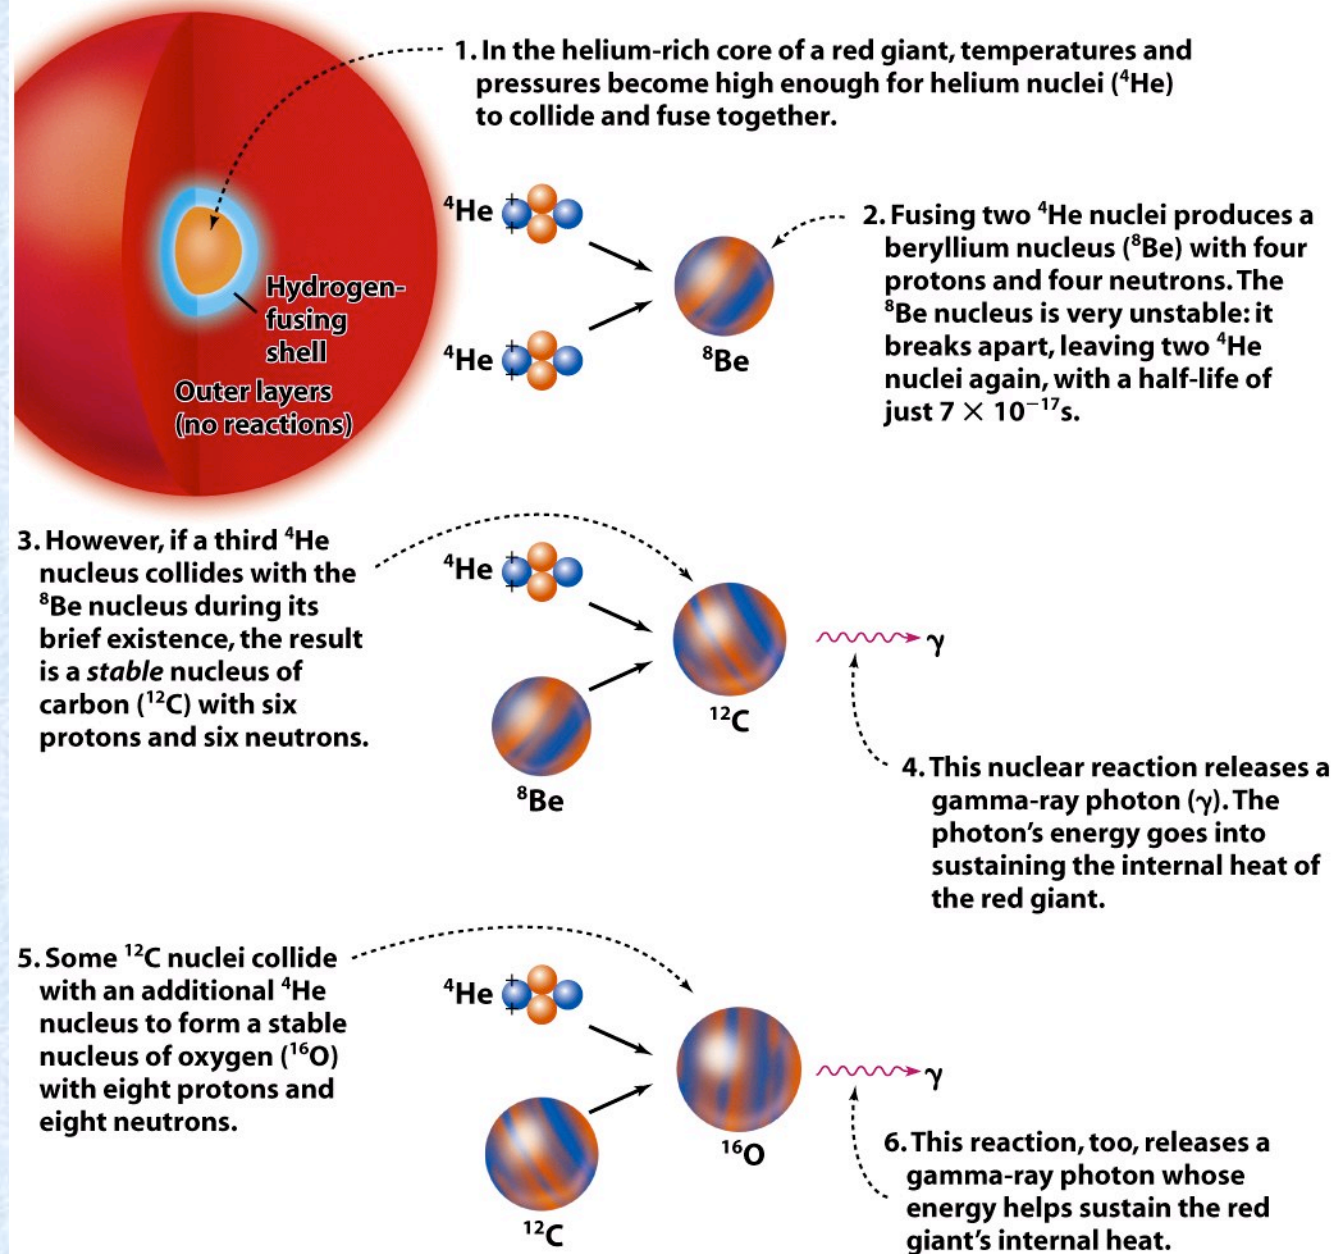 1. In the helium-rich core of a red giant, temperatures and
pressures become high enough for helium nuclei (⁴He)
to collide and fuse together.
⁴He
⁴He
⁸Be
2. Fusing two ⁴He nuclei produces a
beryllium nucleus (⁸Be) with four
protons and four neutrons. The
⁸Be nucleus is very unstable: it
breaks apart, leaving two ⁴He
nuclei again, with a half-life of
just 7 × 10⁻¹⁷s.
Hydrogen-
fusing
shell
Outer layers
(no reactions)
3. However, if a third ⁴He
nucleus collides with the
⁸Be nucleus during its
brief existence, the result
is a stable nucleus of
carbon (¹²C) with six
protons and six neutrons.
⁴He
⁸Be
¹²C
γ
4. This nuclear reaction releases a
gamma-ray photon (γ). The
photon's energy goes into
sustaining the internal heat of
the red giant.
5. Some ¹²C nuclei collide
with an additional ⁴He
nucleus to form a stable
nucleus of oxygen (¹⁶O)
with eight protons and
eight neutrons.
⁴He
¹²C
¹⁶O
γ
6. This reaction, too, releases a
gamma-ray photon whose
energy helps sustain the red
giant's internal heat.